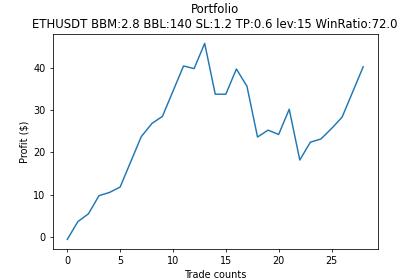 Portfolio
ETHUSDT BBM:2.8 BBL:140 SL:1.2 TP:0.6 lev:15 WinRatio:72.0
Profit ($)
40
30
20
10
0
0 5 10 15 20 25
Trade counts